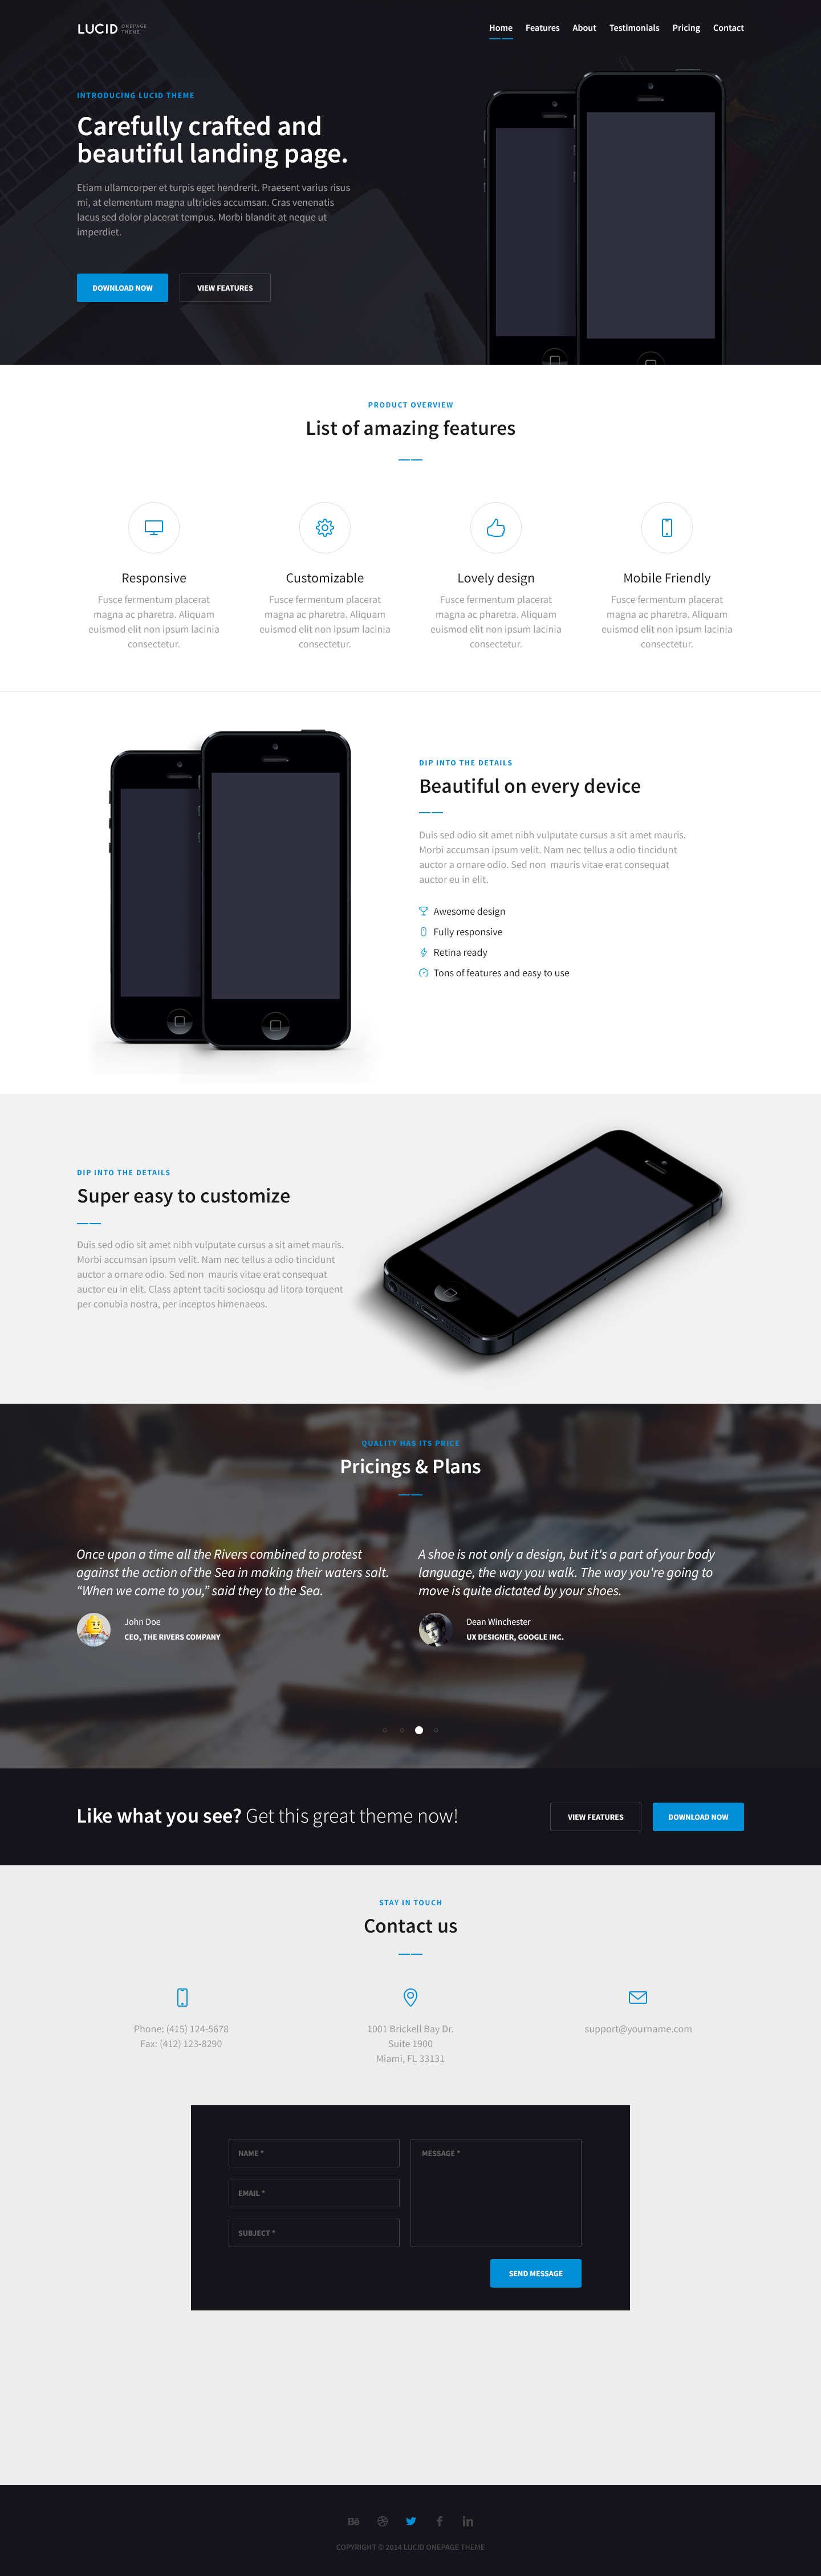 LUCID ONEPAGE THEME
Home Features About Testimonials Pricing Contact
INTRODUCING LUCID THEME
Carefully crafted and
beautiful landing page.
Etiam ullamcorper et turpis eget hendrerit. Praesent varius risus
mi, at elementum magna ultricies accumsan. Cras venenatis
lacus sed dolor placerat tempus. Morbi blandit at neque ut
imperdiet.
DOWNLOAD NOW VIEW FEATURES
PRODUCT OVERVIEW
List of amazing features
Responsive
Fusce fermentum placerat
magna ac pharetra. Aliquam
euismod elit non ipsum lacinia
consectetur.
Customizable
Fusce fermentum placerat
magna ac pharetra. Aliquam
euismod elit non ipsum lacinia
consectetur.
Lovely design
Fusce fermentum placerat
magna ac pharetra. Aliquam
euismod elit non ipsum lacinia
consectetur.
Mobile Friendly
Fusce fermentum placerat
magna ac pharetra. Aliquam
euismod elit non ipsum lacinia
consectetur.
DIP INTO THE DETAILS
Beautiful on every device
Duis sed odio sit amet nibh vulputate cursus a sit amet mauris.
Morbi accumsan ipsum velit. Nam nec tellus a odio tincidunt
auctor a ornare odio. Sed non mauris vitae erat consequat
auctor eu in elit.
Awesome design
Fully responsive
Retina ready
Tons of features and easy to use
DIP INTO THE DETAILS
Super easy to customize
Duis sed odio sit amet nibh vulputate cursus a sit amet mauris.
Morbi accumsan ipsum velit. Nam nec tellus a odio tincidunt
auctor a ornare odio. Sed non mauris vitae erat consequat
auctor eu in elit. Class aptent taciti sociosqu ad litora torquent
per conubia nostra, per inceptos himenaeos.
QUALITY HAS ITS PRICE
Pricings & Plans
Once upon a time all the Rivers combined to protest
against the action of the Sea in making their waters salt.
“When we come to you,” said they to the Sea.
John Doe
CEO, THE RIVERS COMPANY
A shoe is not only a design, but it's a part of your body
language, the way you walk. The way you're going to
move is quite dictated by your shoes.
Dean Winchester
UX DESIGNER, GOOGLE INC.
Like what you see? Get this great theme now!
VIEW FEATURES DOWNLOAD NOW
STAY IN TOUCH
Contact us
Phone: (415) 124-5678
Fax: (412) 123-8290
1001 Brickell Bay Dr.
Suite 1900
Miami, FL 33131
support@yourname.com
NAME *
EMAIL *
SUBJECT *
MESSAGE *
SEND MESSAGE
COPYRIGHT © 2014 LUCID ONEPAGE THEME